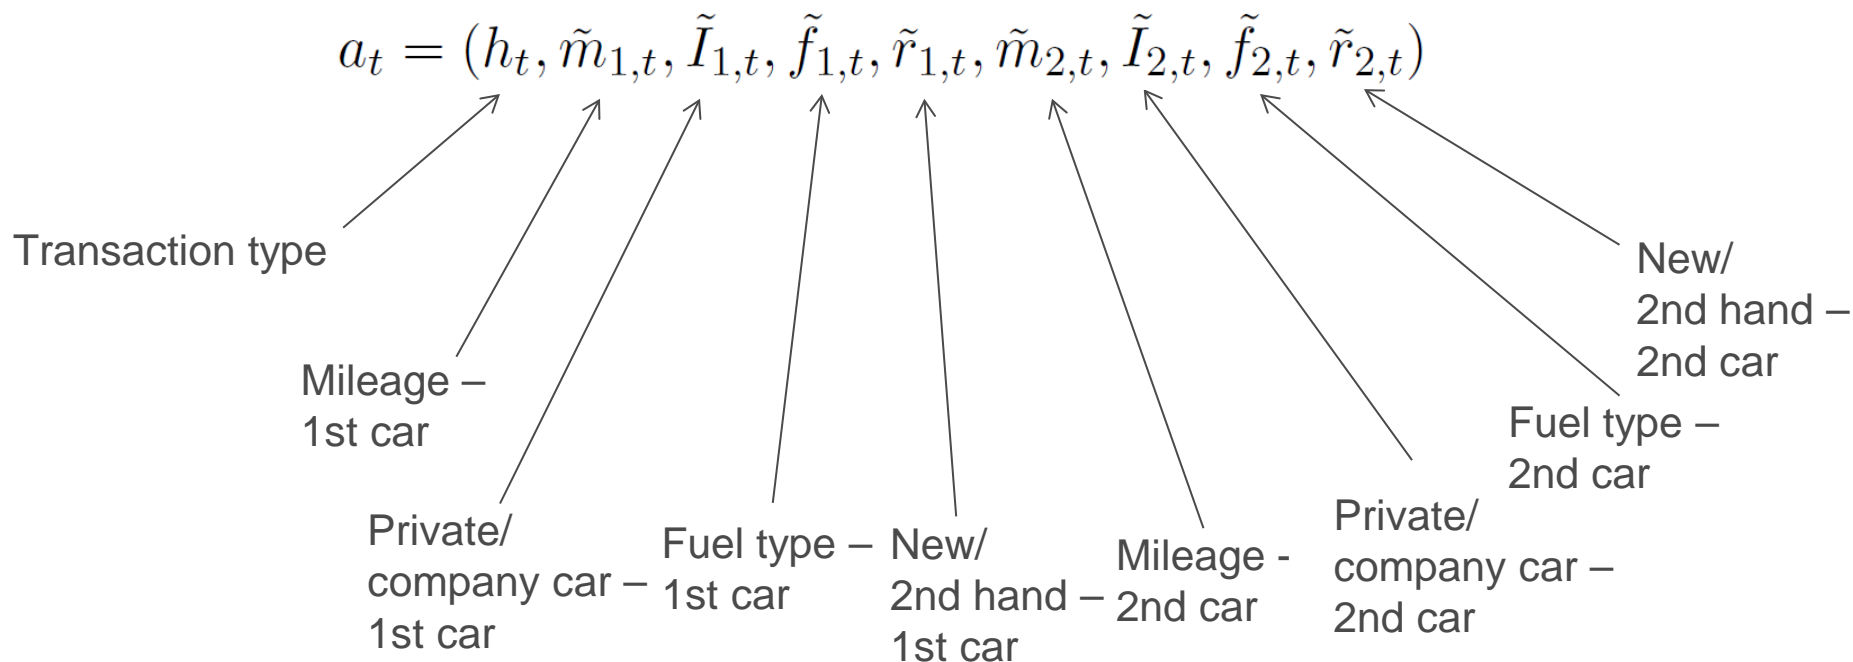 a_t = (h_t, m̃_{1,t}, Ĩ_{1,t}, f̃_{1,t}, r̃_{1,t}, m̃_{2,t}, Ĩ_{2,t}, f̃_{2,t}, r̃_{2,t})
Transaction type
Mileage –
1st car
Private/
company car –
1st car
Fuel type –
1st car
New/
2nd hand –
1st car
Mileage -
2nd car
Private/
company car –
2nd car
Fuel type –
2nd car
New/
2nd hand –
2nd car